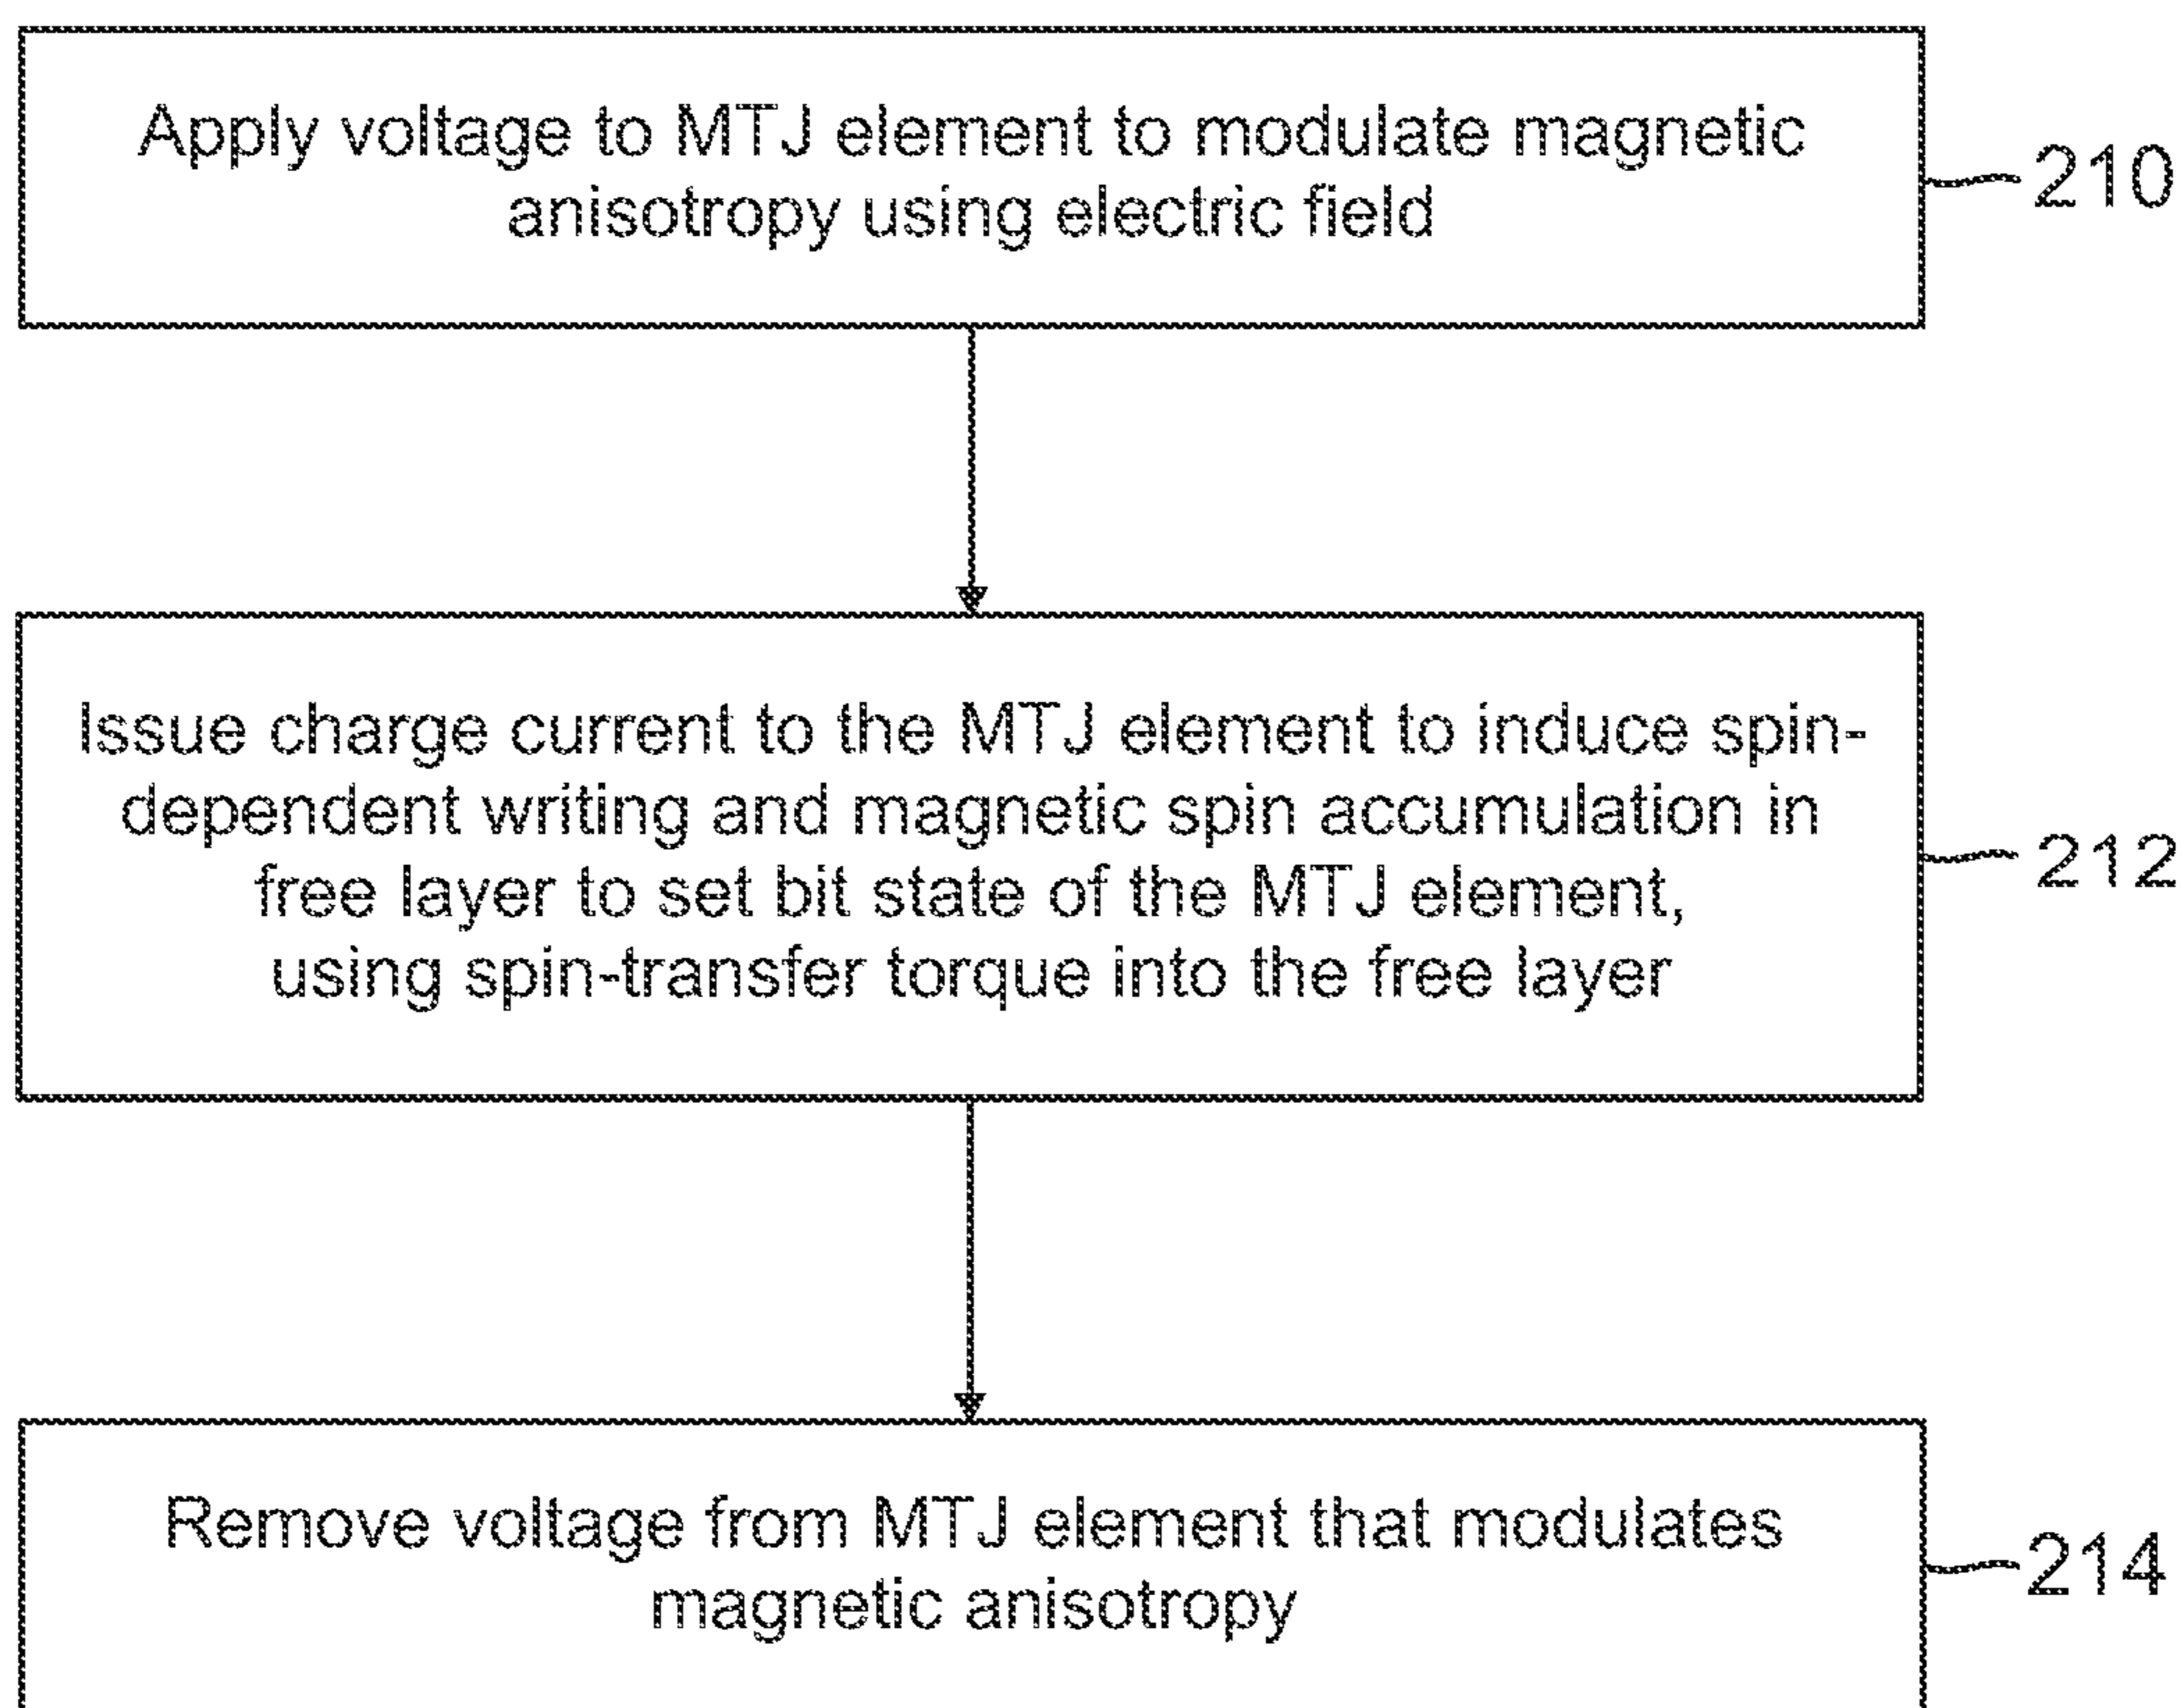 Apply voltage to MTJ element to modulate magnetic
anisotropy using electric field
210
Issue charge current to the MTJ element to induce spin-
dependent writing and magnetic spin accumulation in
free layer to set bit state of the MTJ element,
using spin-transfer torque into the free layer
212
Remove voltage from MTJ element that modulates
magnetic anisotropy
214